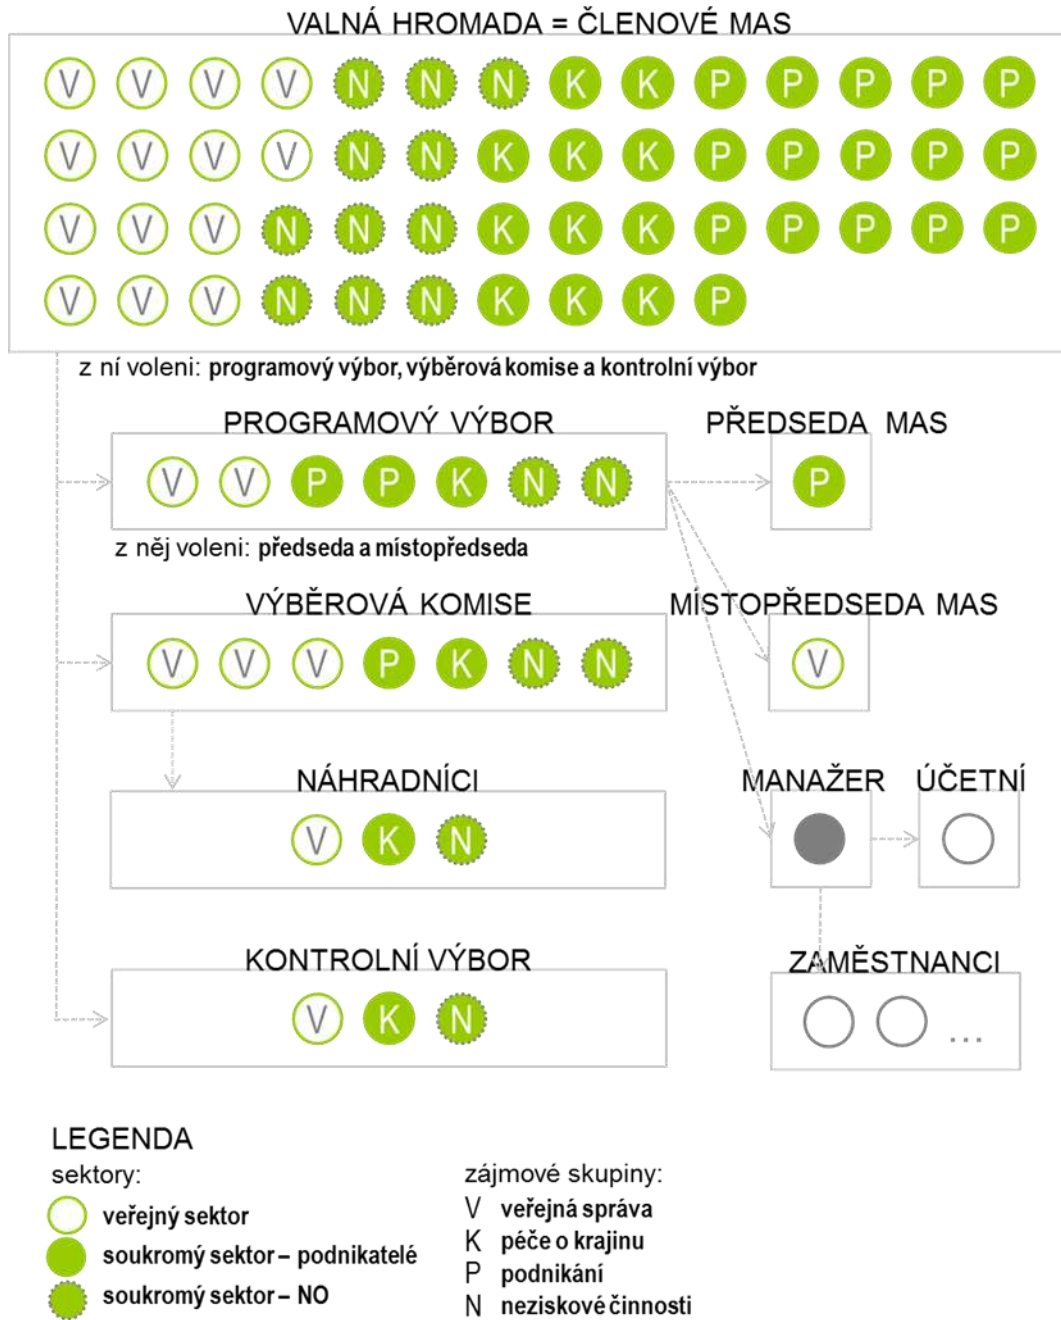 VALNÁ HROMADA = ČLENOVÉ MAS
V V V V N N N K K P P P P P
V V V V N N K K K P P P P P
V V V N N N K K K P P P P P
V V V N N N K K K P
z ní voleni: programový výbor, výběrová komise a kontrolní výbor
PROGRAMOVÝ VÝBOR
PŘEDSEDA MAS
V V P P K N N
P
z něj voleni: předseda a místopředseda
VÝBĚROVÁ KOMISE
MÍSTOPŘEDSEDA MAS
V V V P K N N
V
NÁHRADNÍCI
MANAŽER
ÚČETNÍ
V K N
KONTROLNÍ VÝBOR
ZAMĚSTNANCI
V K N
...
LEGENDA
sektory:
veřejný sektor
soukromý sektor – podnikatelé
soukromý sektor – NO
zájmové skupiny:
V veřejná správa
K péče o krajinu
P podnikání
N neziskové činnosti